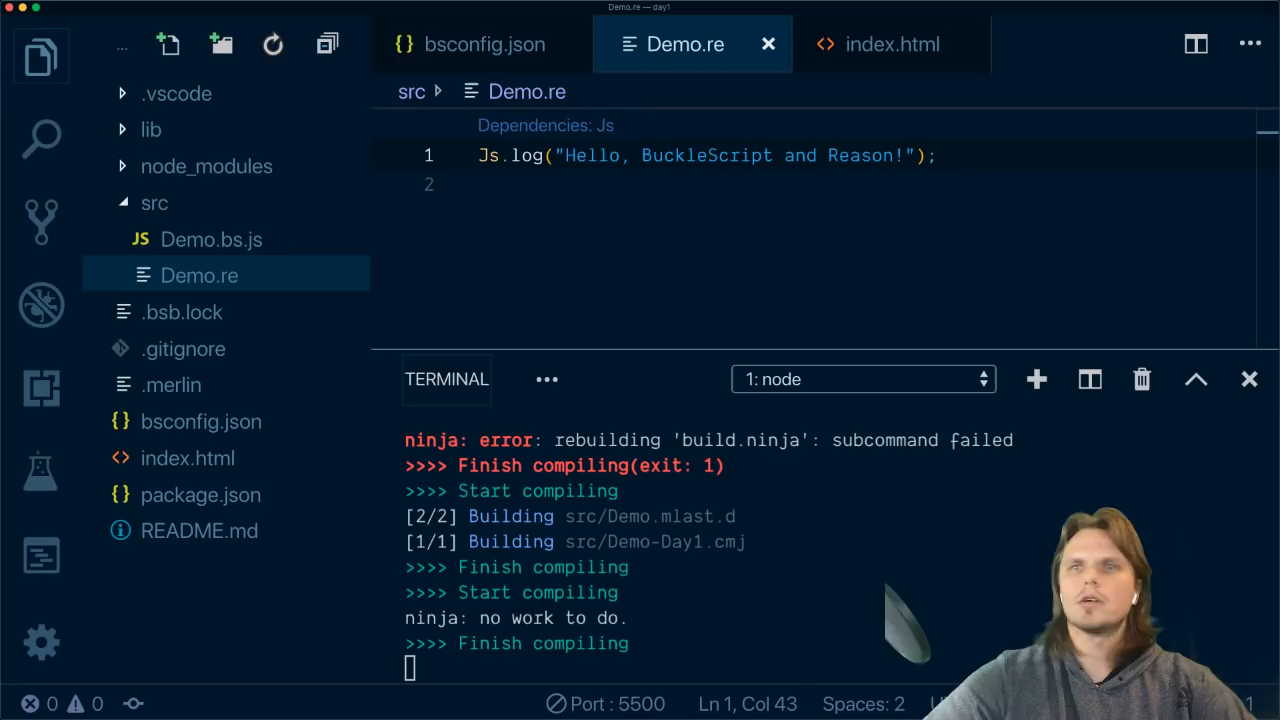 Demo.re — day1
...
bsconfig.json
Demo.re
index.html
src
Demo.re
Dependencies: Js
1 Js.log("Hello, BuckleScript and Reason!");
2
.vscode
lib
node_modules
src
JS Demo.bs.js
Demo.re
.bsb.lock
.gitignore
.merlin
{} bsconfig.json
<> index.html
{} package.json
README.md
TERMINAL
1: node
ninja: error: rebuilding 'build.ninja': subcommand failed
>>>> Finish compiling(exit: 1)
>>>> Start compiling
[2/2] Building src/Demo.mlast.d
[1/1] Building src/Demo-Day1.cmj
>>>> Finish compiling
>>>> Start compiling
ninja: no work to do.
>>>> Finish compiling
0 0
Port : 5500
Ln 1, Col 43
Spaces: 2